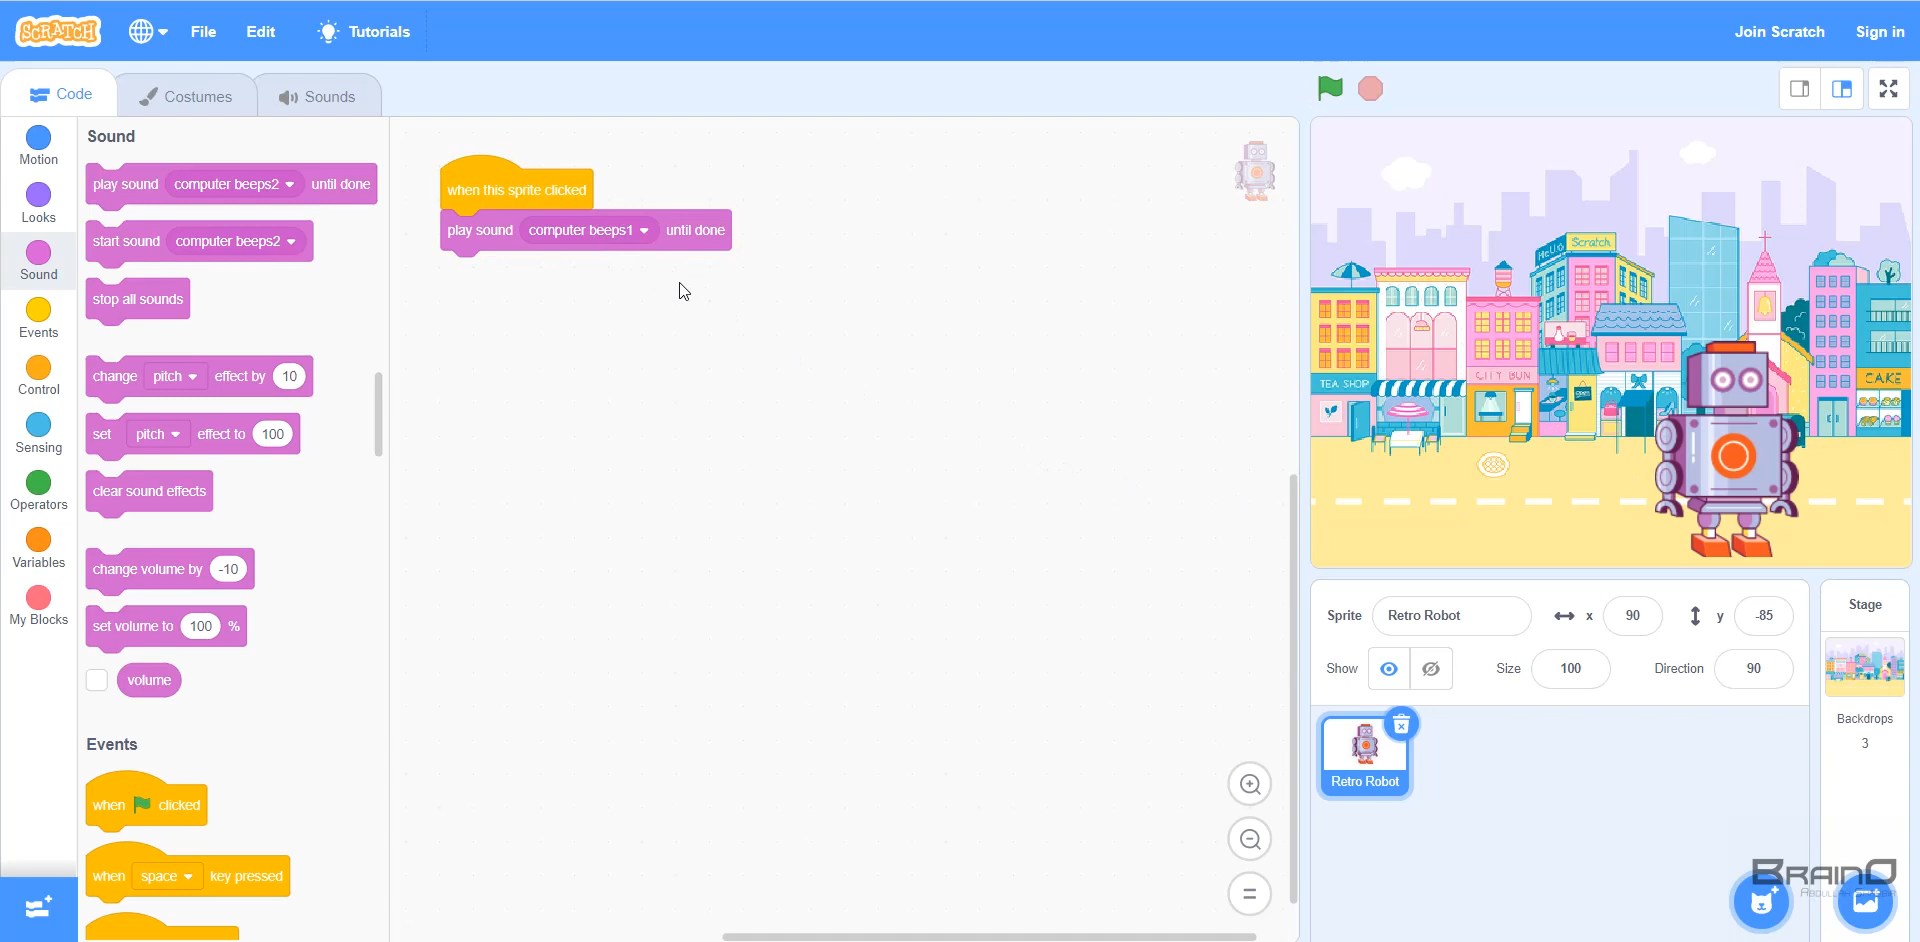 SCRATCH File Edit Tutorials Join Scratch Sign in
Code Costumes Sounds
Motion
Looks
Sound
Events
Control
Sensing
Operators
Variables
My Blocks
Sound
play sound computer beeps2 until done
start sound computer beeps2
stop all sounds
change pitch effect by 10
set pitch effect to 100
clear sound effects
change volume by -10
set volume to 100 %
volume
Events
when clicked
when space key pressed
when this sprite clicked
play sound computer beeps1 until done
Scratch
TEA SHOP
CITY BUN
CAKE
Sprite Retro Robot x 90 y -85
Show Size 100 Direction 90
Retro Robot
Stage
Backdrops
3
BRAINO